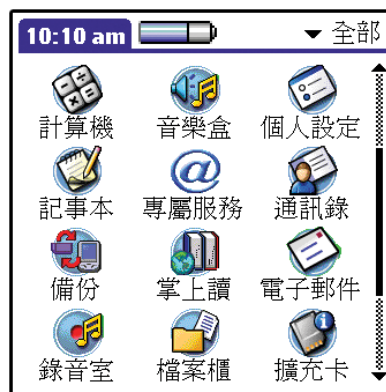 10:10 am 全部
計算機 音樂盒 個人設定
記事本 專屬服務 通訊錄
備份 掌上讀 電子郵件
錄音室 檔案櫃 擴充卡